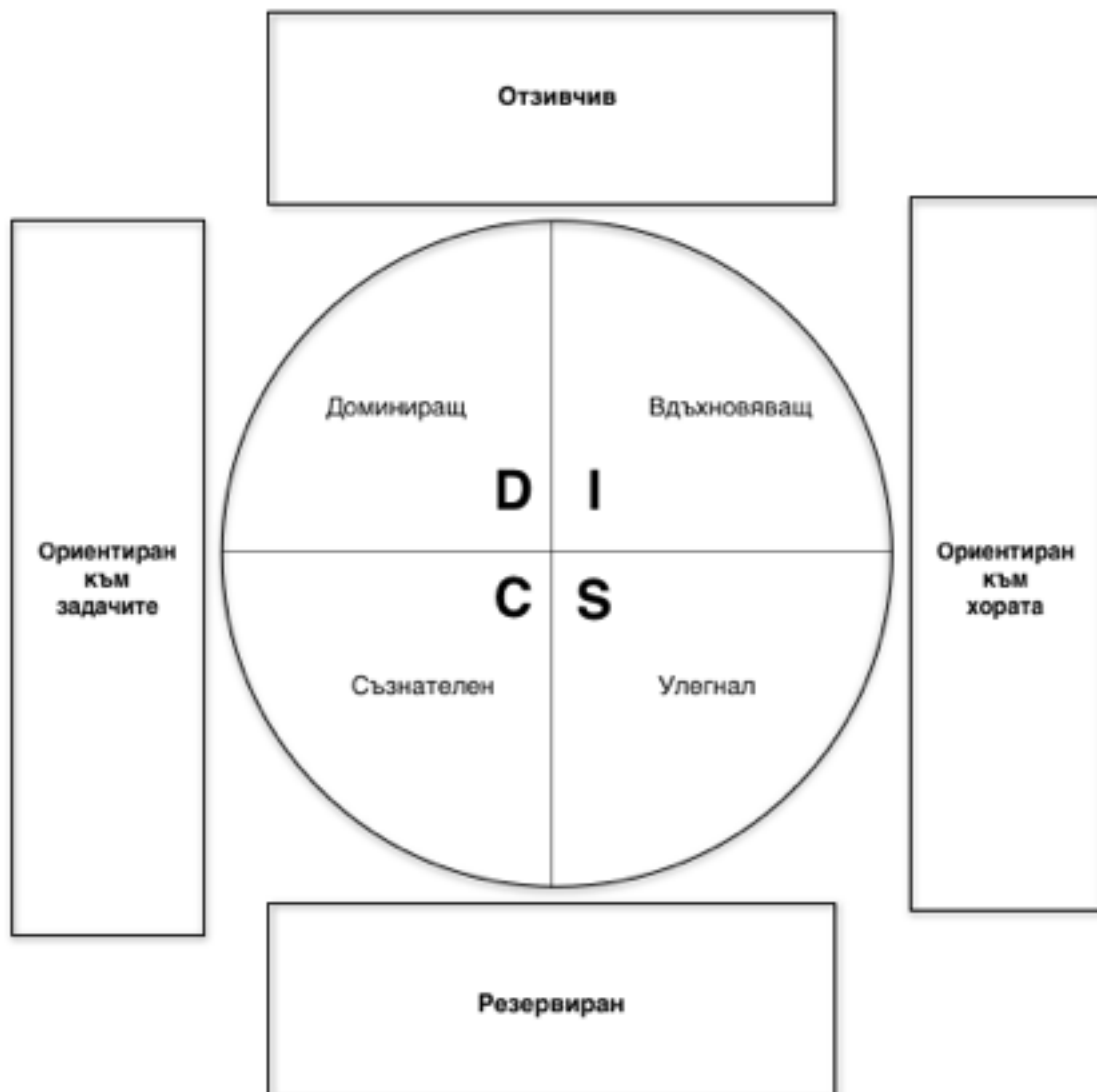 Отзивчив
Доминиращ
Вдъхновяващ
D I
Ориентиран
към
задачите
Ориентиран
към
хората
C S
Съзнателен
Улегнал
Резервиран